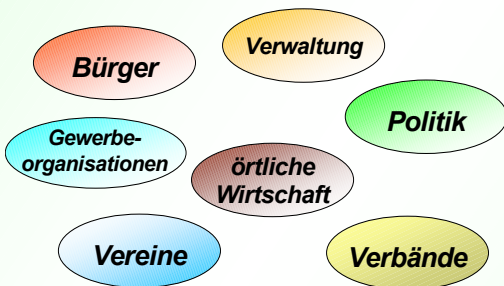 Verwaltung
Bürger
Politik
Gewerbe-
organisationen
örtliche
Wirtschaft
Vereine
Verbände